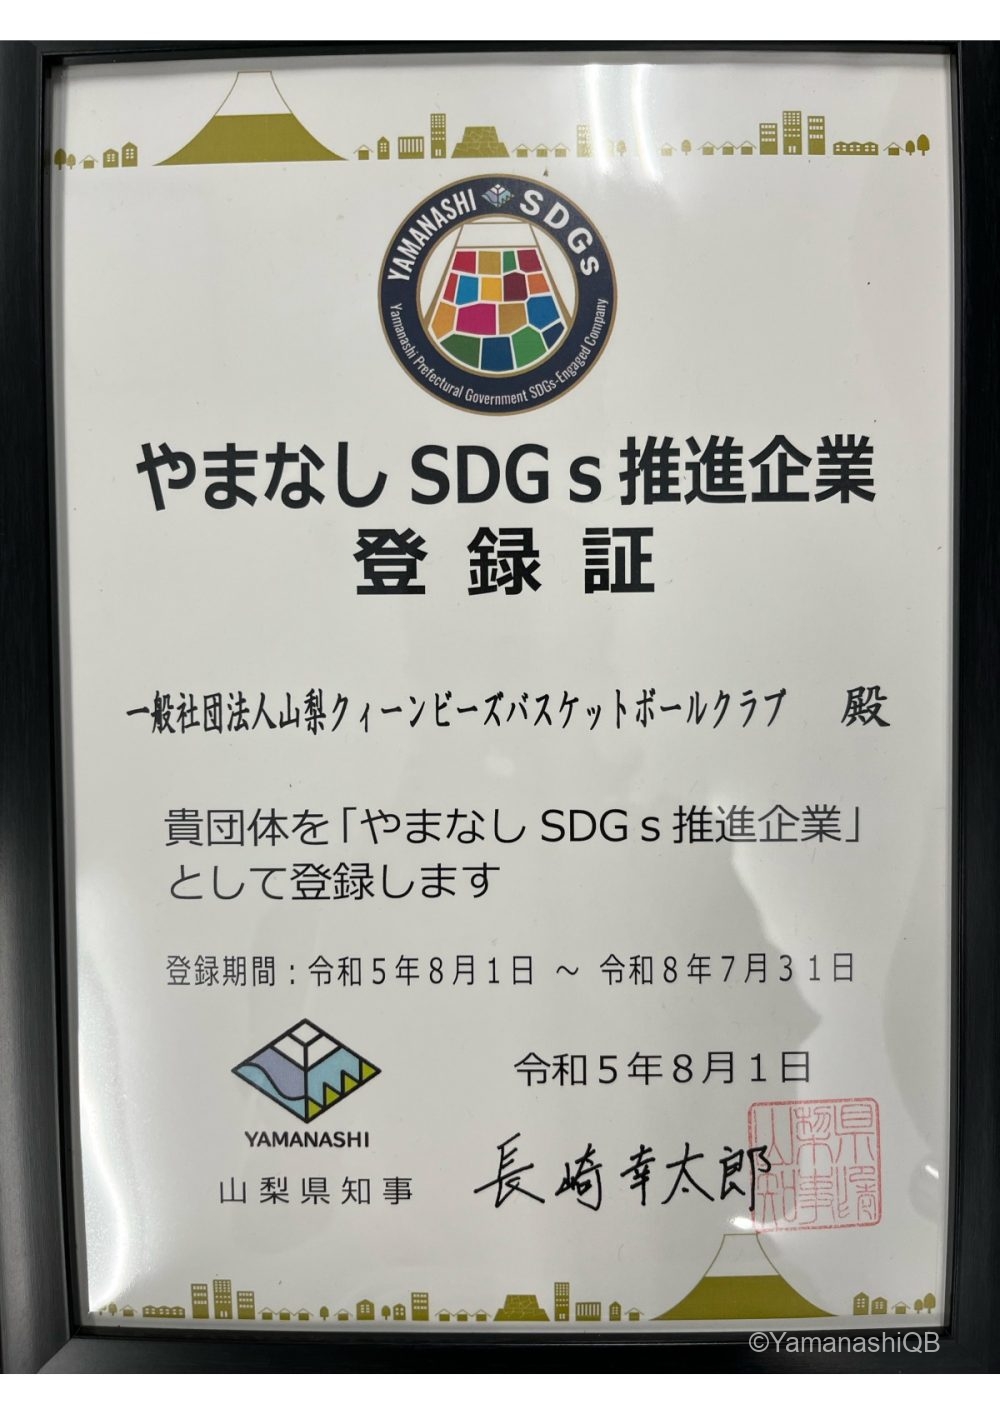 YAMANASHI SDGs
Yamanashi Prefectural Government SDGs-Engaged Company
やまなし SDGｓ推進企業
登 録 証
一般社団法人山梨クィーンビーズバスケットボールクラブ 殿
貴団体を「やまなし SDGｓ推進企業」
として登録します
登録期間：令和５年８月１日 ～ 令和８年７月３１日
令和５年８月１日
YAMANASHI
山梨県知事
長崎幸太郎
©YamanashiQB